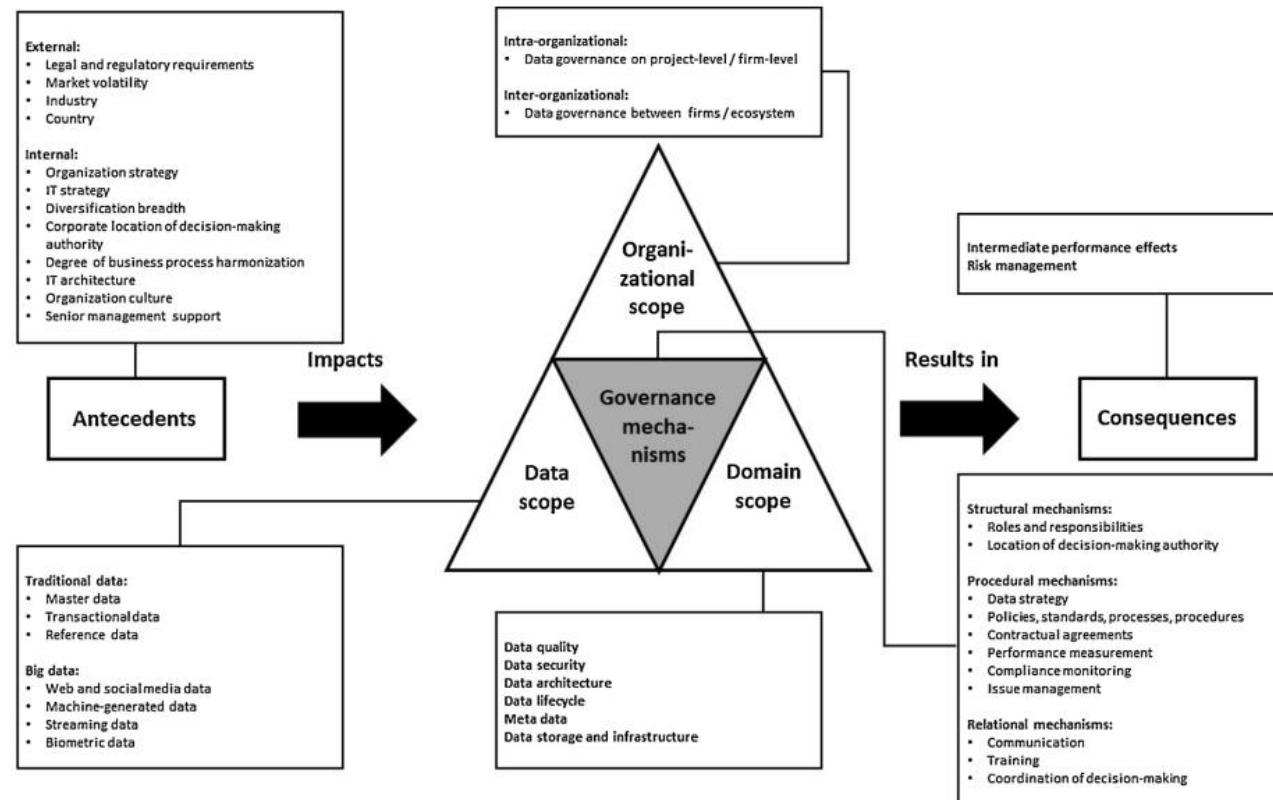 External:
• Legal and regulatory requirements
• Market volatility
• Industry
• Country
Internal:
• Organization strategy
• IT strategy
• Diversification breadth
• Corporate location of decision-making
authority
• Degree of business process harmonization
• IT architecture
• Organization culture
• Senior management support
Antecedents
Impacts
Intra-organizational:
• Data governance on project-level / firm-level
Inter-organizational:
• Data governance between firms / ecosystem
Organi-
zational
scope
Governance
mecha-
nisms
Data
scope
Domain
scope
Results in
Intermediate performance effects
Risk management
Consequences
Traditional data:
• Master data
• Transactional data
• Reference data
Big data:
• Web and social media data
• Machine-generated data
• Streaming data
• Biometric data
Data quality
Data security
Data architecture
Data lifecycle
Meta data
Data storage and infrastructure
Structural mechanisms:
• Roles and responsibilities
• Location of decision-making authority
Procedural mechanisms:
• Data strategy
• Policies, standards, processes, procedures
• Contractual agreements
• Performance measurement
• Compliance monitoring
• Issue management
Relational mechanisms:
• Communication
• Training
• Coordination of decision-making